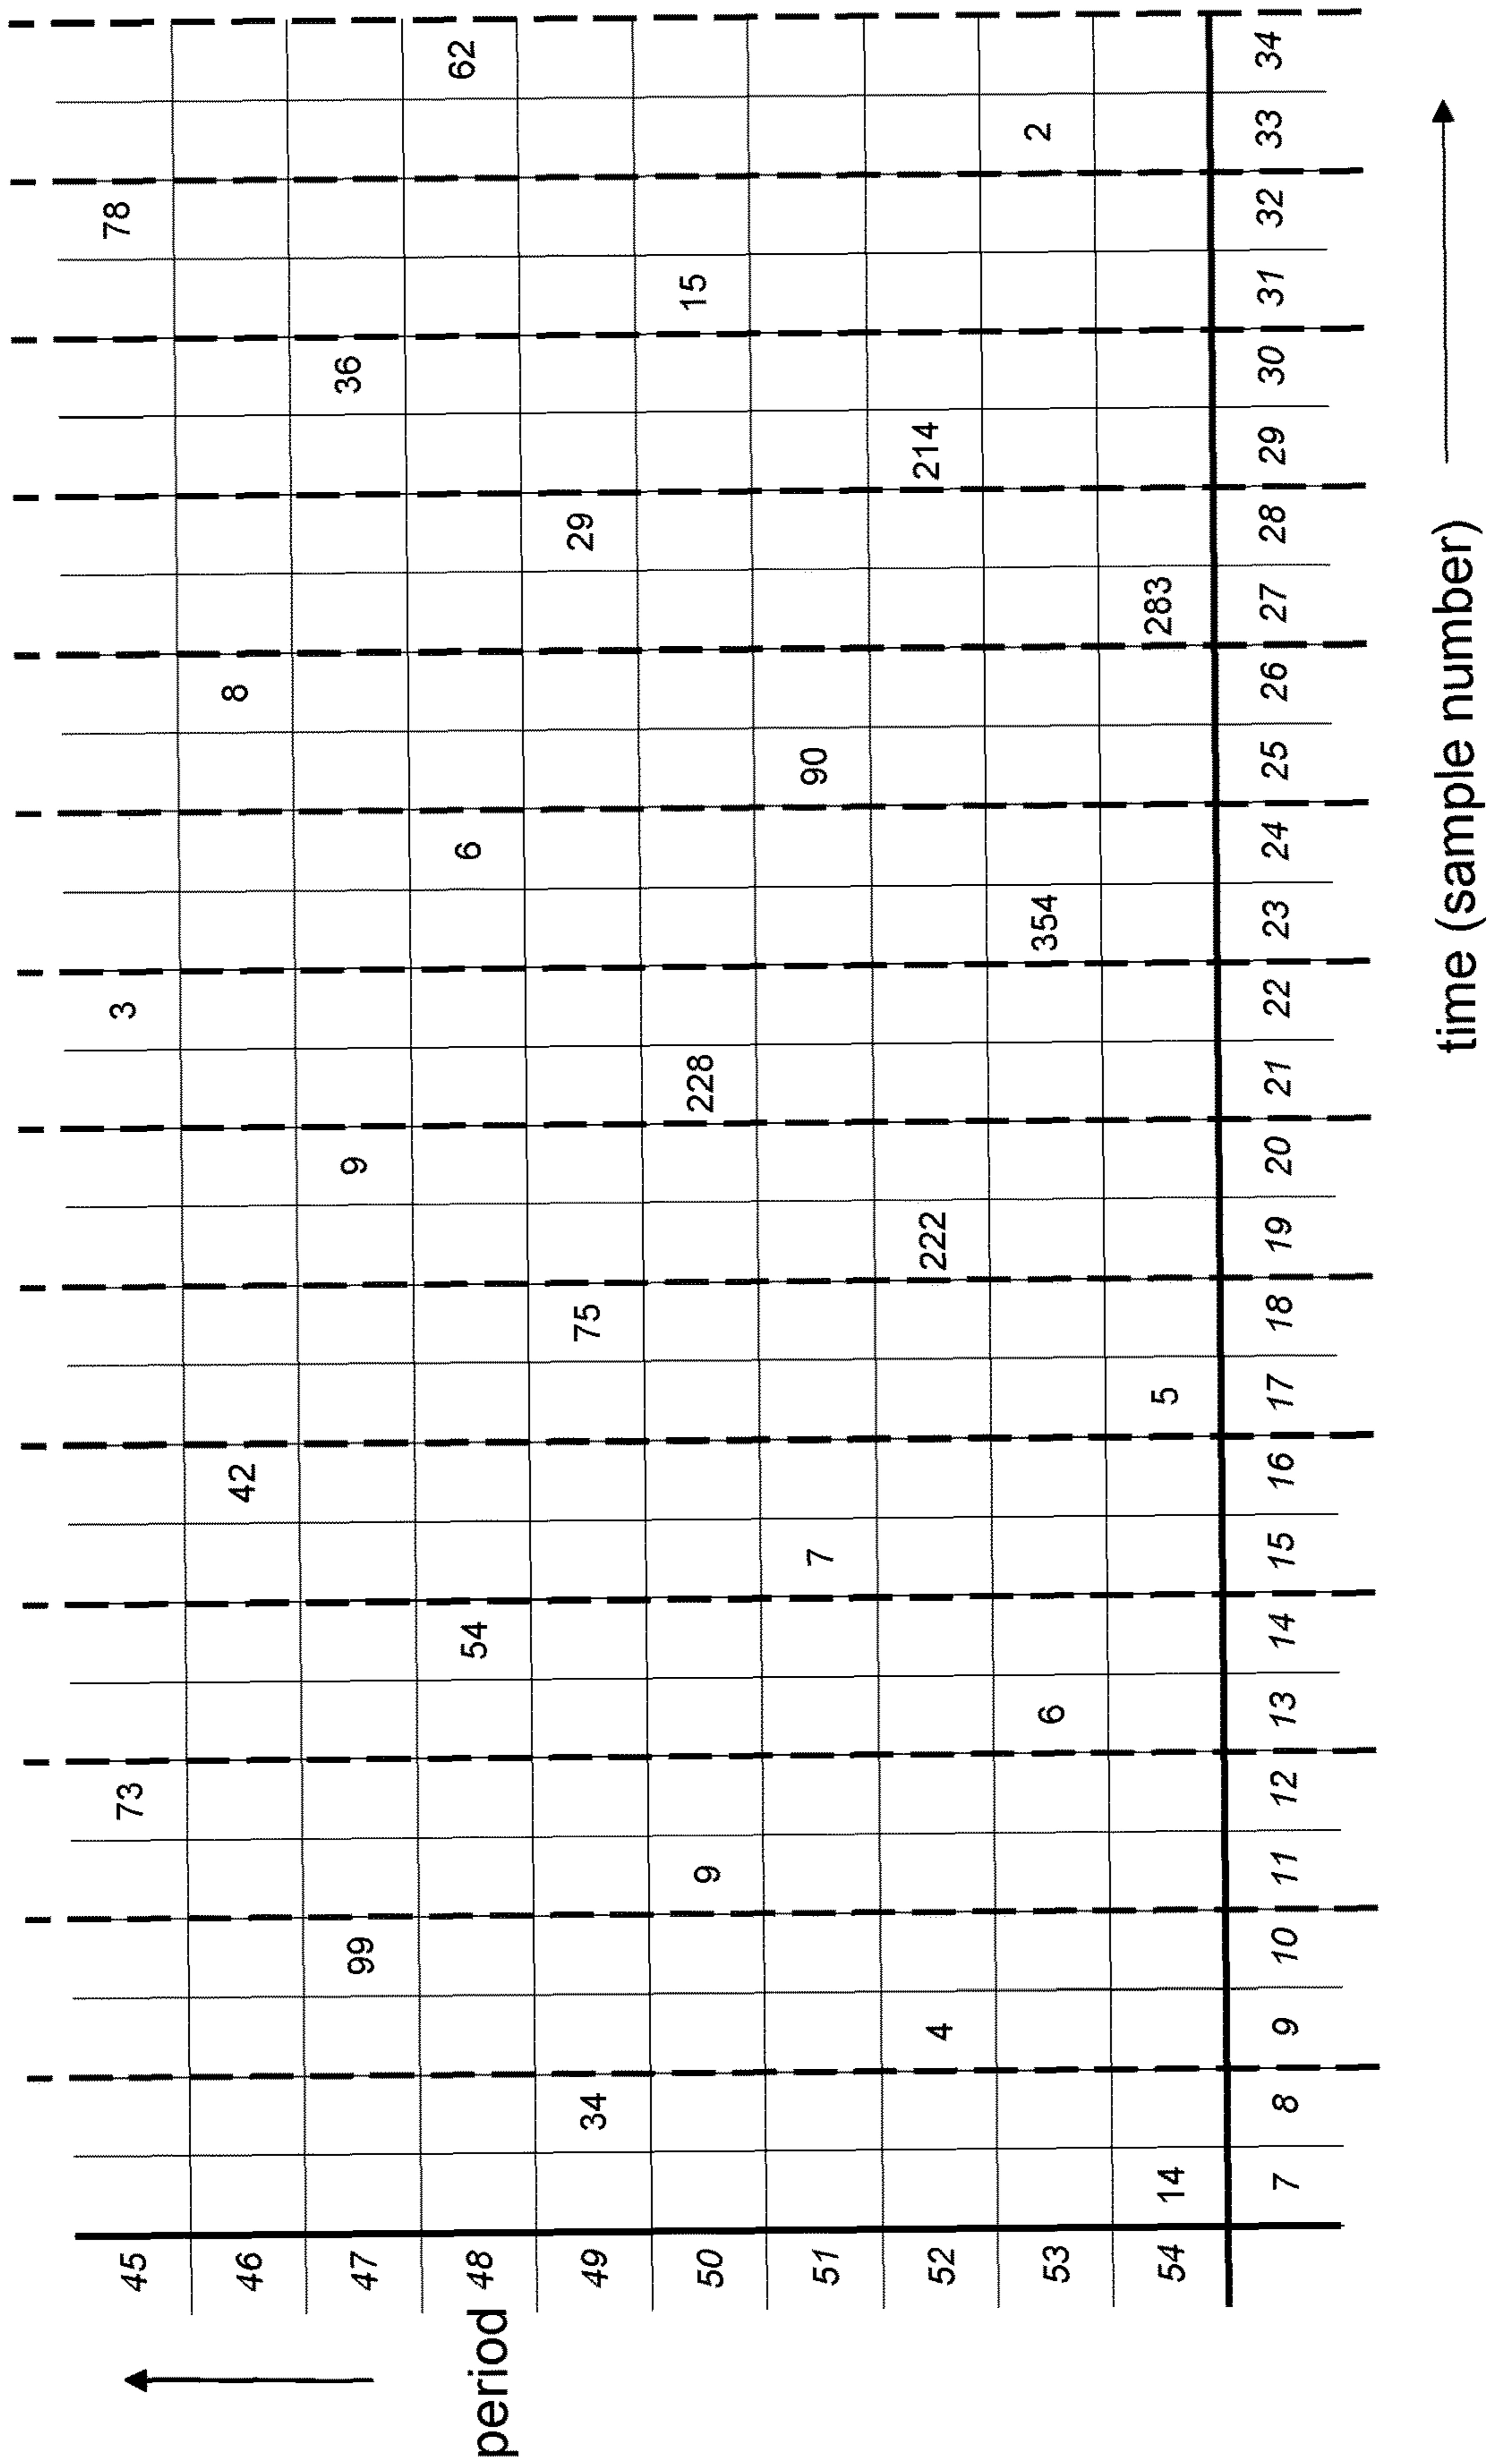 45 73 3 78
46 42 8
47 99 9 36
period 48 54 6 62
49 34 75 29
50 9 228 15
51 7 90
52 4 222 214
53 6 354 2
54 14 5 283
7 8 9 10 11 12 13 14 15 16 17 18 19 20 21 22 23 24 25 26 27 28 29 30 31 32 33 34
time (sample number)